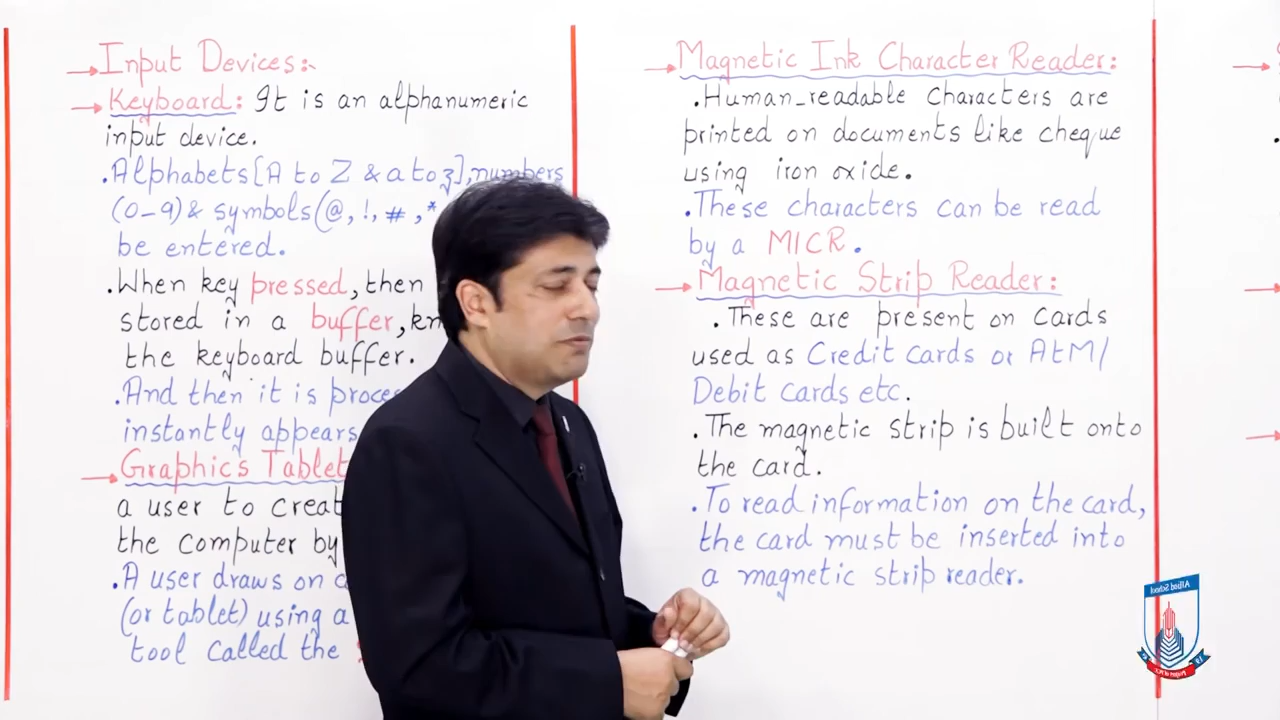 Input Devices:-
Keyboard: It is an alphanumeric
input device.
.Alphabets[A to Z & a to z], numbers
(0-9) & symbols (@, !, #, *
be entered.
.When key pressed, then
stored in a buffer,
the keyboard buffer.
.And then it is
instantly appears
Graphics Tablet
a user to
the computer by
.A user draws on
(or tablet) using a
tool called the
Magnetic Ink Character Reader:
.Human-readable characters are
printed on documents like cheque
using iron oxide.
.These characters can be read
by a MICR.
Magnetic Strip Reader:
.These are present on cards
used as Credit cards or AtM/
Debit cards etc.
.The magnetic strip is built onto
the card.
.To read information on the card,
the card must be inserted into
a magnetic strip reader.
Allied School